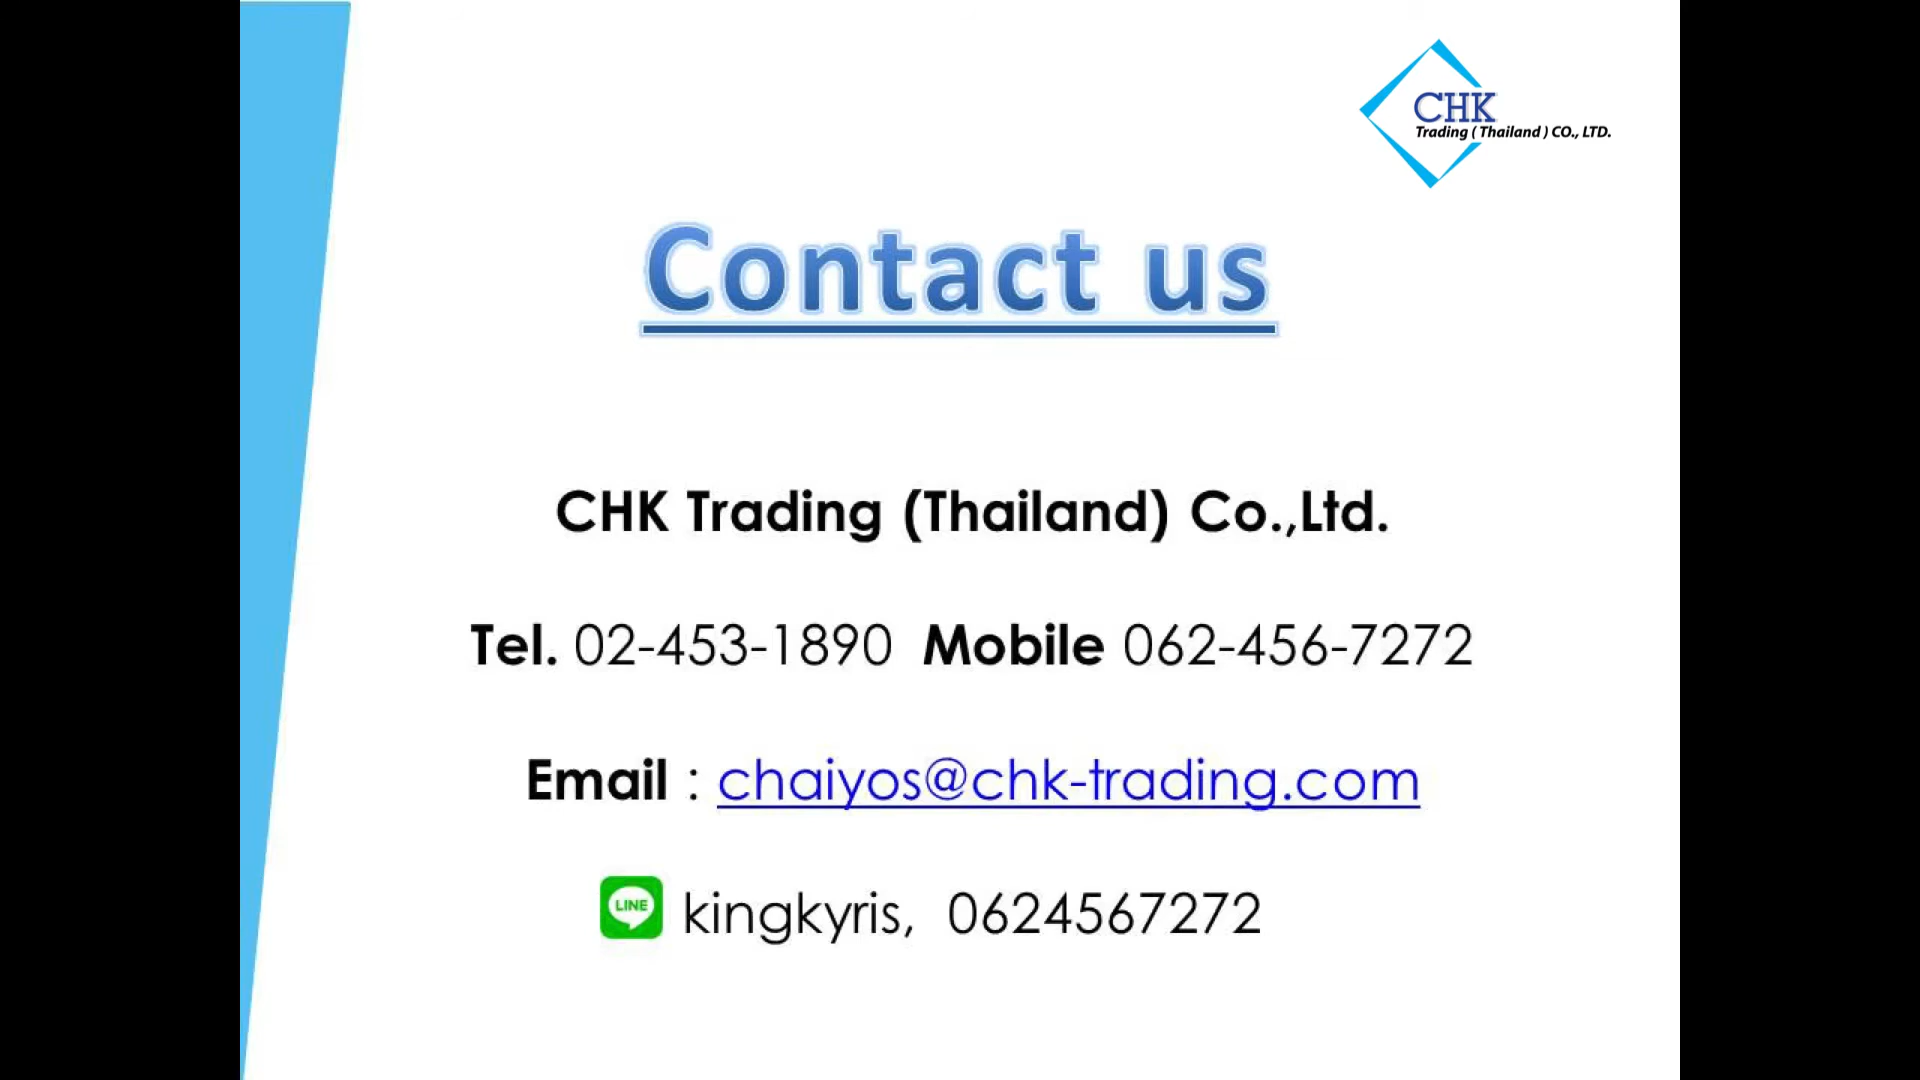 CHK
Trading ( Thailand ) CO., LTD.
Contact us
CHK Trading (Thailand) Co.,Ltd.
Tel. 02-453-1890 Mobile 062-456-7272
Email : chaiyos@chk-trading.com
LINE kingkyris, 0624567272